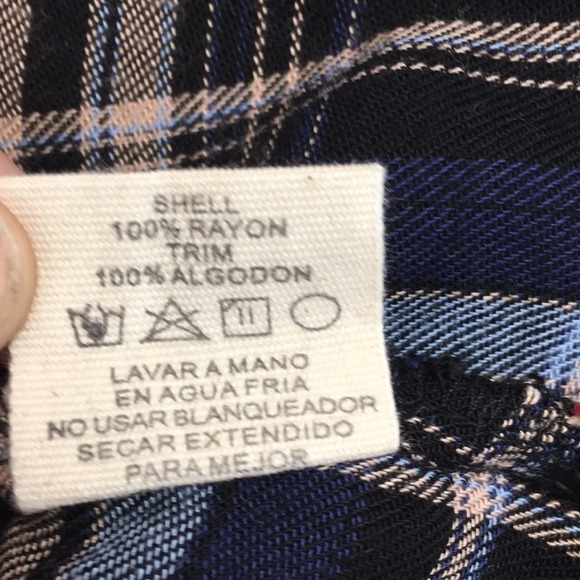 SHELL
100% RAYON
TRIM
100% ALGODON
LAVAR A MANO
EN AGUA FRIA
NO USAR BLANQUEADOR
SECAR EXTENDIDO
PARA MEJOR